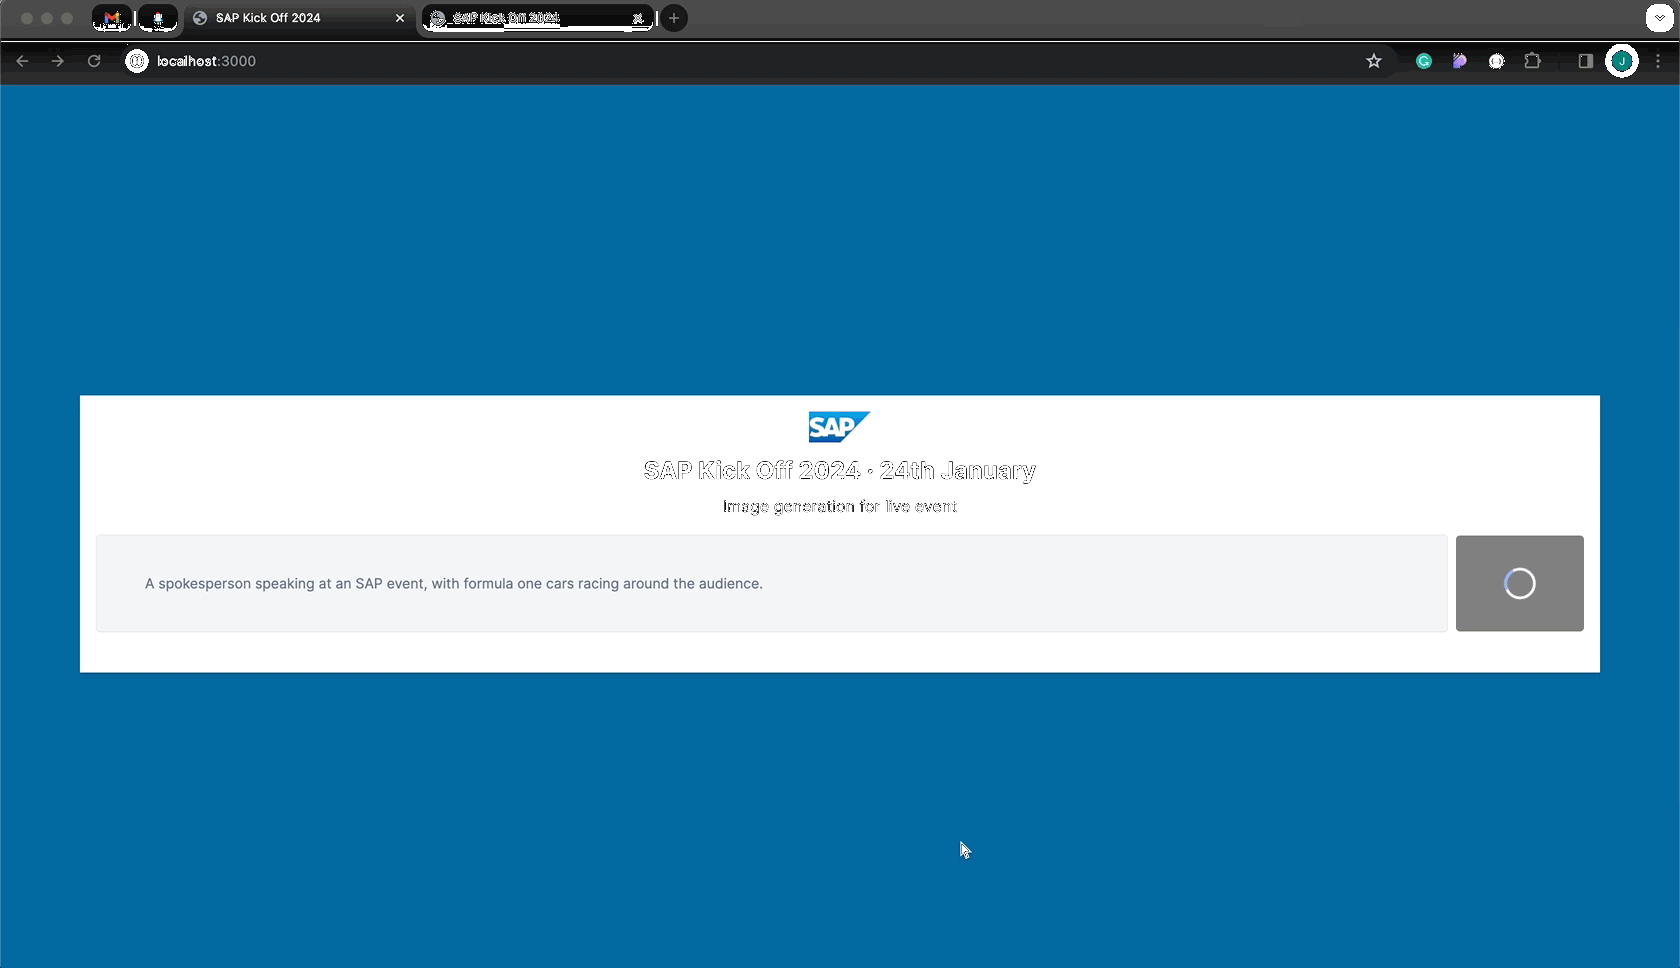 SAP Kick Off 2024
SAP Kick Off 2024
localhost:3000
J
SAP
SAP Kick Off 2024 · 24th January
Image generation for live event
A spokesperson speaking at an SAP event, with formula one cars racing around the audience.